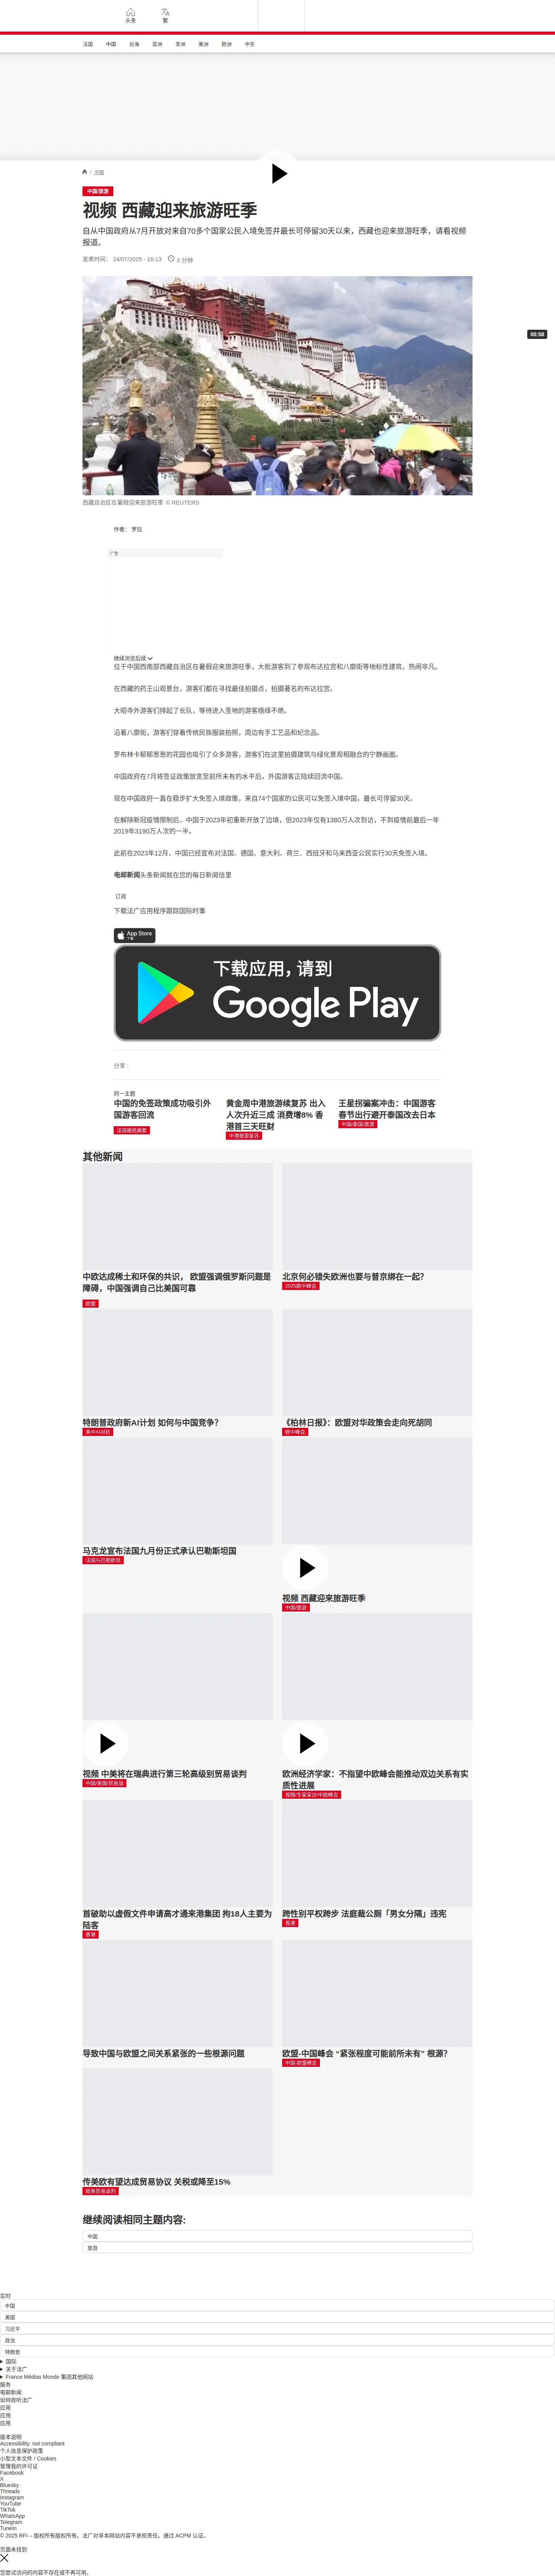 头条
繁
法国
中国
台海
亚洲
非洲
美洲
欧洲
中东
/ 中国
中国/旅游
视频 西藏迎来旅游旺季
自从中国政府从7月开放对来自70多个国家公民入境免签并最长可停留30天以来，西藏也迎来旅游旺季，请看视频
报道。
发表时间： 24/07/2025 - 16:13
3 分钟
00:58
西藏自治区在暑假迎来旅游旺季 © REUTERS
作者： 罗拉
广告
继续浏览后续
位于中国西南部西藏自治区在暑假迎来旅游旺季，大批游客到了参观布达拉宫和八廓街等地标性建筑，热闹非凡。
在西藏的药王山观景台，游客们都在寻找最佳拍摄点，拍摄著名的布达拉宫。
大昭寺外游客们排起了长队，等待进入圣地的游客络绎不绝。
沿着八廓街，游客们穿着传统民族服装拍照，周边有手工艺品和纪念品。
罗布林卡郁郁葱葱的花园也吸引了众多游客，游客们在这里拍摄建筑与绿化景观相融合的宁静画面。
中国政府在7月将签证政策放宽至前所未有的水平后，外国游客正陆续回流中国。
现在中国政府一直在稳步扩大免签入境政策，来自74个国家的公民可以免签入境中国，最长可停留30天。
在解除新冠疫情限制后，中国于2023年初重新开放了边境，但2023年仅有1380万人次到访，不到疫情前最后一年
2019年3190万人次的一半。
此前在2023年12月，中国已经宣布对法国、德国、意大利、荷兰、西班牙和马来西亚公民实行30天免签入境。
电邮新闻头条新闻就在您的每日新闻信里
订阅
下载法广应用程序跟踪国际时事
App Store
下载
下载应用，请到
Google Play
分享 :
同一主题
中国的免签政策成功吸引外
国游客回流
法国报纸摘要
黄金周中港旅游续复苏 出入
人次升近三成 消费增8% 香
港首三天旺财
中港旅游复苏
王星拐骗案冲击：中国游客
春节出行避开泰国改去日本
中国/泰国/旅游
其他新闻
中欧达成稀土和环保的共识， 欧盟强调俄罗斯问题是
障碍，中国强调自己比美国可靠
欧盟
北京何必错失欧洲也要与普京绑在一起？
2025欧中峰会
特朗普政府新AI计划 如何与中国竞争？
美中AI对抗
《柏林日报》：欧盟对华政策会走向死胡同
欧中峰会
马克龙宣布法国九月份正式承认巴勒斯坦国
法国与巴勒斯坦
视频 西藏迎来旅游旺季
中国/旅游
视频 中美将在瑞典进行第三轮高级别贸易谈判
中国/美国/贸易战
欧洲经济学家：不指望中欧峰会能推动双边关系有实
质性进展
视频/专家采访/中欧峰会
首破助以虚假文件申请高才通来港集团 拘18人主要为
陆客
香港
跨性别平权跨步 法庭裁公厕「男女分隔」违宪
香港
导致中国与欧盟之间关系紧张的一些根源问题
欧盟-中国峰会 “紧张程度可能前所未有” 根源？
中国-欧盟峰会
传美欧有望达成贸易协议 关税或降至15%
欧美贸易谈判
继续阅读相同主题内容:
中国
旅游
实时
中国
美国
习近平
政治
特朗普
国际
关于法广
France Médias Monde 集团其他网站
服务
电邮新闻
如何收听法广
应用
应用
应用
版本说明
Accessibility: not compliant
个人信息保护政策
小型文本文件 / Cookies
管理我的许可证
Facebook
X
Bluesky
Threads
Instagram
YouTube
TikTok
WhatsApp
Telegram
TuneIn
© 2025 RFI – 版权所有版权所有。法广对非本网站内容不承担责任。通过 ACPM 认证。
页面未找到
您尝试访问的内容不存在或不再可用。